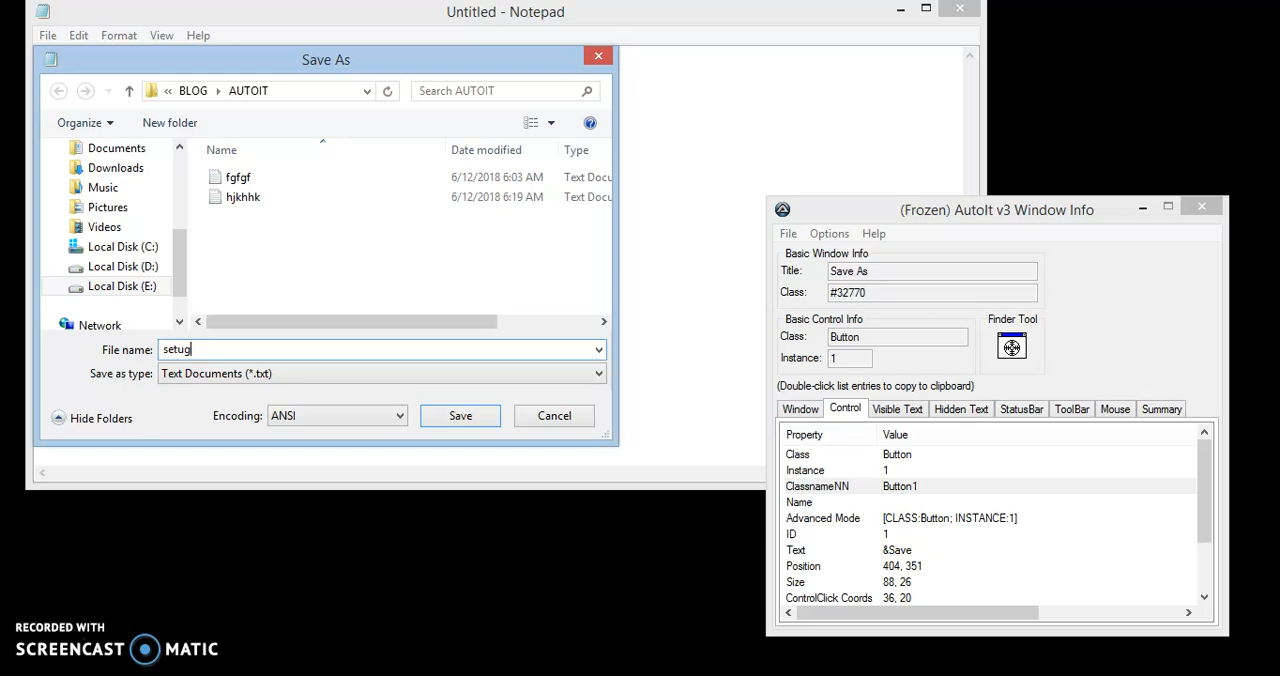 Untitled - Notepad
File Edit Format View Help
Save As
« BLOG AUTOIT
Search AUTOIT
Organize New folder
Documents
Downloads
Music
Pictures
Videos
Local Disk (C:)
Local Disk (D:)
Local Disk (E:)
Network
Name Date modified Type
fgfgf 6/12/2018 6:03 AM Text Docu
hjkhhk 6/12/2018 6:19 AM Text Docu
File name: setug
Save as type: Text Documents (*.txt)
Hide Folders Encoding: ANSI Save Cancel
(Frozen) AutoIt v3 Window Info
File Options Help
Basic Window Info
Title: Save As
Class: #32770
Basic Control Info
Class: Button
Instance: 1
Finder Tool
(Double-click list entries to copy to clipboard)
Window Control Visible Text Hidden Text StatusBar ToolBar Mouse Summary
Property Value
Class Button
Instance 1
ClassnameNN Button1
Name
Advanced Mode [CLASS:Button; INSTANCE:1]
ID 1
Text &Save
Position 404, 351
Size 88, 26
ControlClick Coords 36, 20
RECORDED WITH
SCREENCAST MATIC